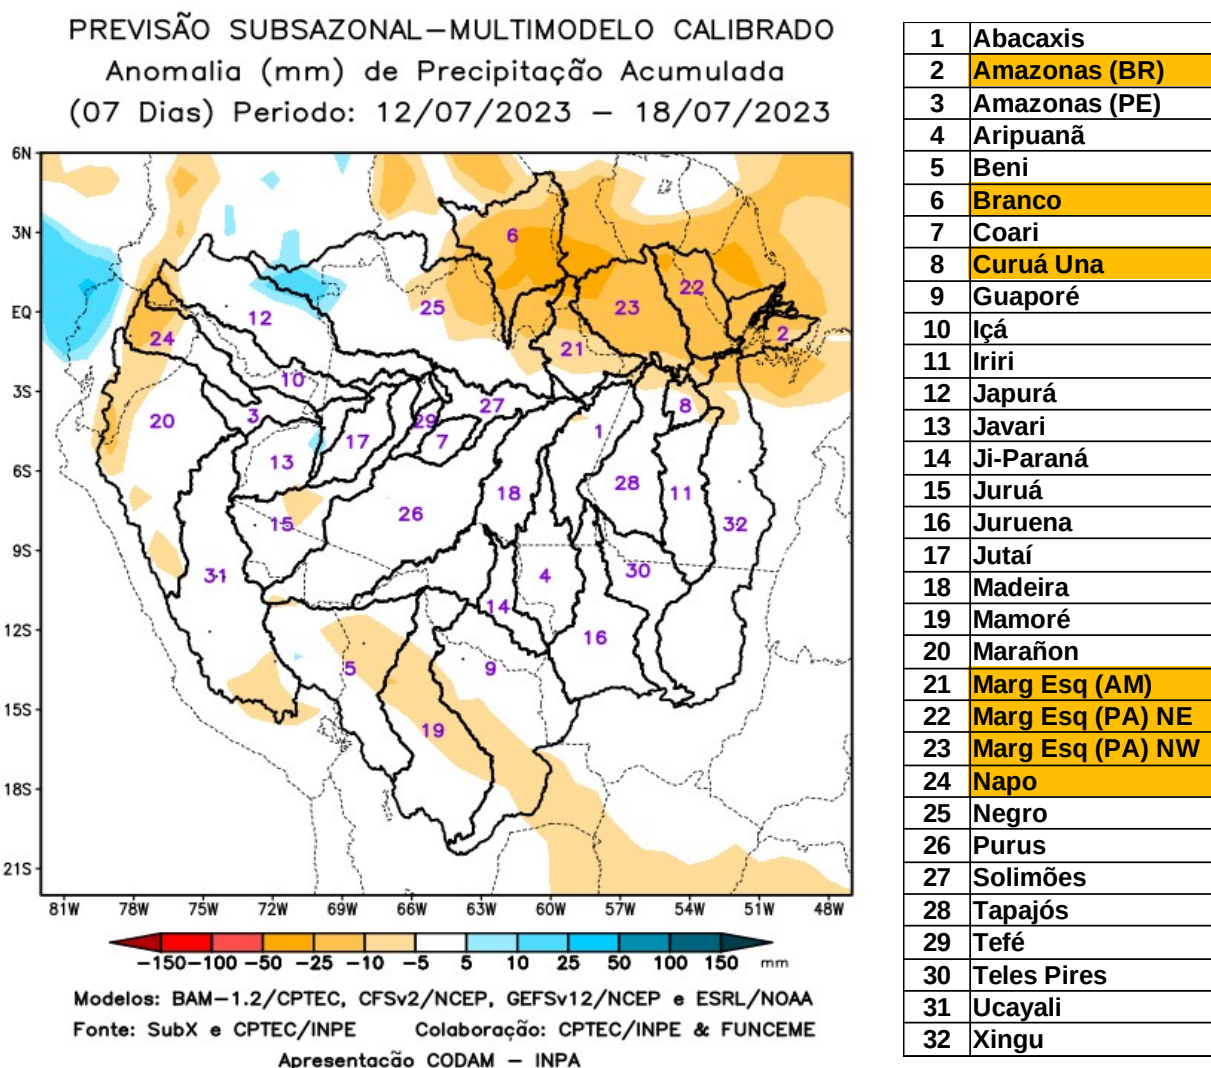 PREVISÃO SUBSAZONAL−MULTIMODELO CALIBRADO
Anomalia (mm) de Precipitação Acumulada
(07 Dias) Periodo: 12/07/2023 − 18/07/2023
6N
3N
EQ
3S
6S
9S
12S
15S
18S
21S
81W 78W 75W 72W 69W 66W 63W 60W 57W 54W 51W 48W
6
25
23
22
2
12
24
21
10
27
8
3
20
29
1
17
7
13
28
11
18
26
15
32
31
4
30
14
16
5
9
19
−150 −100 −50 −25 −10 −5 5 10 25 50 100 150 mm
Modelos: BAM−1.2/CPTEC, CFSv2/NCEP, GEFSv12/NCEP e ESRL/NOAA
Fonte: SubX e CPTEC/INPE Colaboração: CPTEC/INPE & FUNCEME
Apresentação CODAM − INPA
1 Abacaxis
2 Amazonas (BR)
3 Amazonas (PE)
4 Aripuanã
5 Beni
6 Branco
7 Coari
8 Curuá Una
9 Guaporé
10 Içá
11 Iriri
12 Japurá
13 Javari
14 Ji-Paraná
15 Juruá
16 Juruena
17 Jutaí
18 Madeira
19 Mamoré
20 Marañon
21 Marg Esq (AM)
22 Marg Esq (PA) NE
23 Marg Esq (PA) NW
24 Napo
25 Negro
26 Purus
27 Solimões
28 Tapajós
29 Tefé
30 Teles Pires
31 Ucayali
32 Xingu